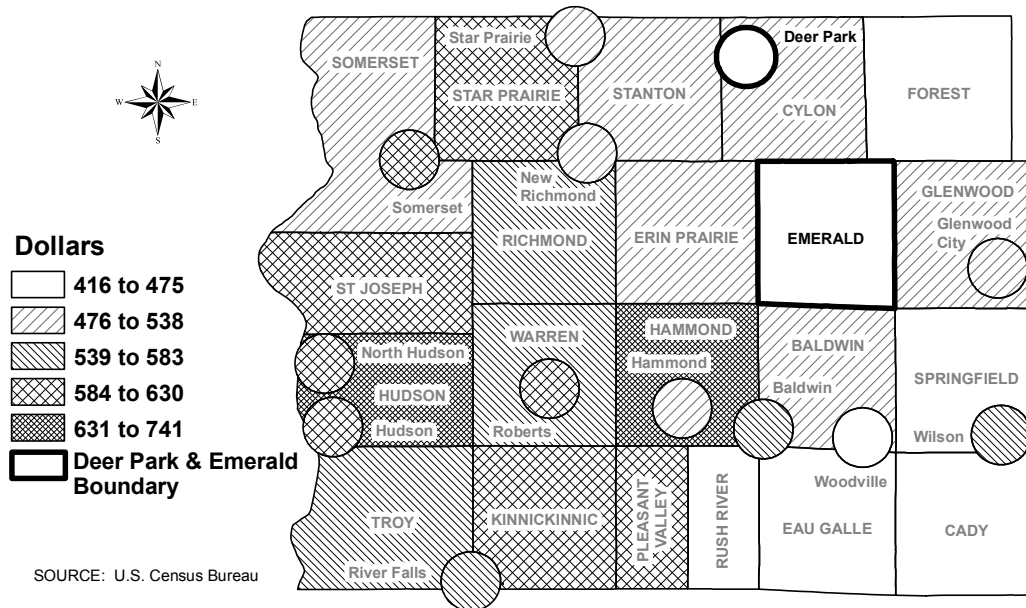 Deer Park
Star Prairie
SOMERSET
STAR PRAIRIE
STANTON
CYLON
FOREST
N
W
E
S
New
Richmond
Somerset
RICHMOND
ERIN PRAIRIE
EMERALD
GLENWOOD
Glenwood
City
Dollars
416 to 475
476 to 538
539 to 583
584 to 630
631 to 741
Deer Park & Emerald
Boundary
ST JOSEPH
North Hudson
HUDSON
Hudson
WARREN
Roberts
HAMMOND
Hammond
BALDWIN
Baldwin
SPRINGFIELD
Wilson
Woodville
TROY
River Falls
KINNICKINNIC
PLEASANT
VALLEY
RUSH RIVER
EAU GALLE
CADY
SOURCE: U.S. Census Bureau